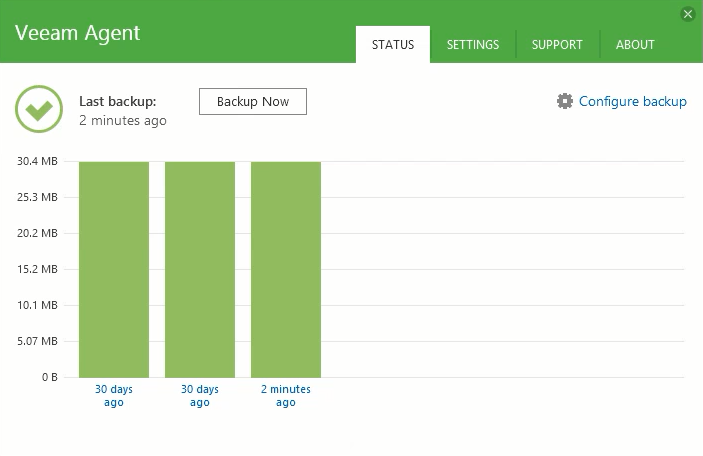 Veeam Agent
STATUS
SETTINGS
SUPPORT
ABOUT
Last backup:
2 minutes ago
Backup Now
Configure backup
30.4 MB
25.3 MB
20.2 MB
15.2 MB
10.1 MB
5.07 MB
0 B
30 days
ago
30 days
ago
2 minutes
ago